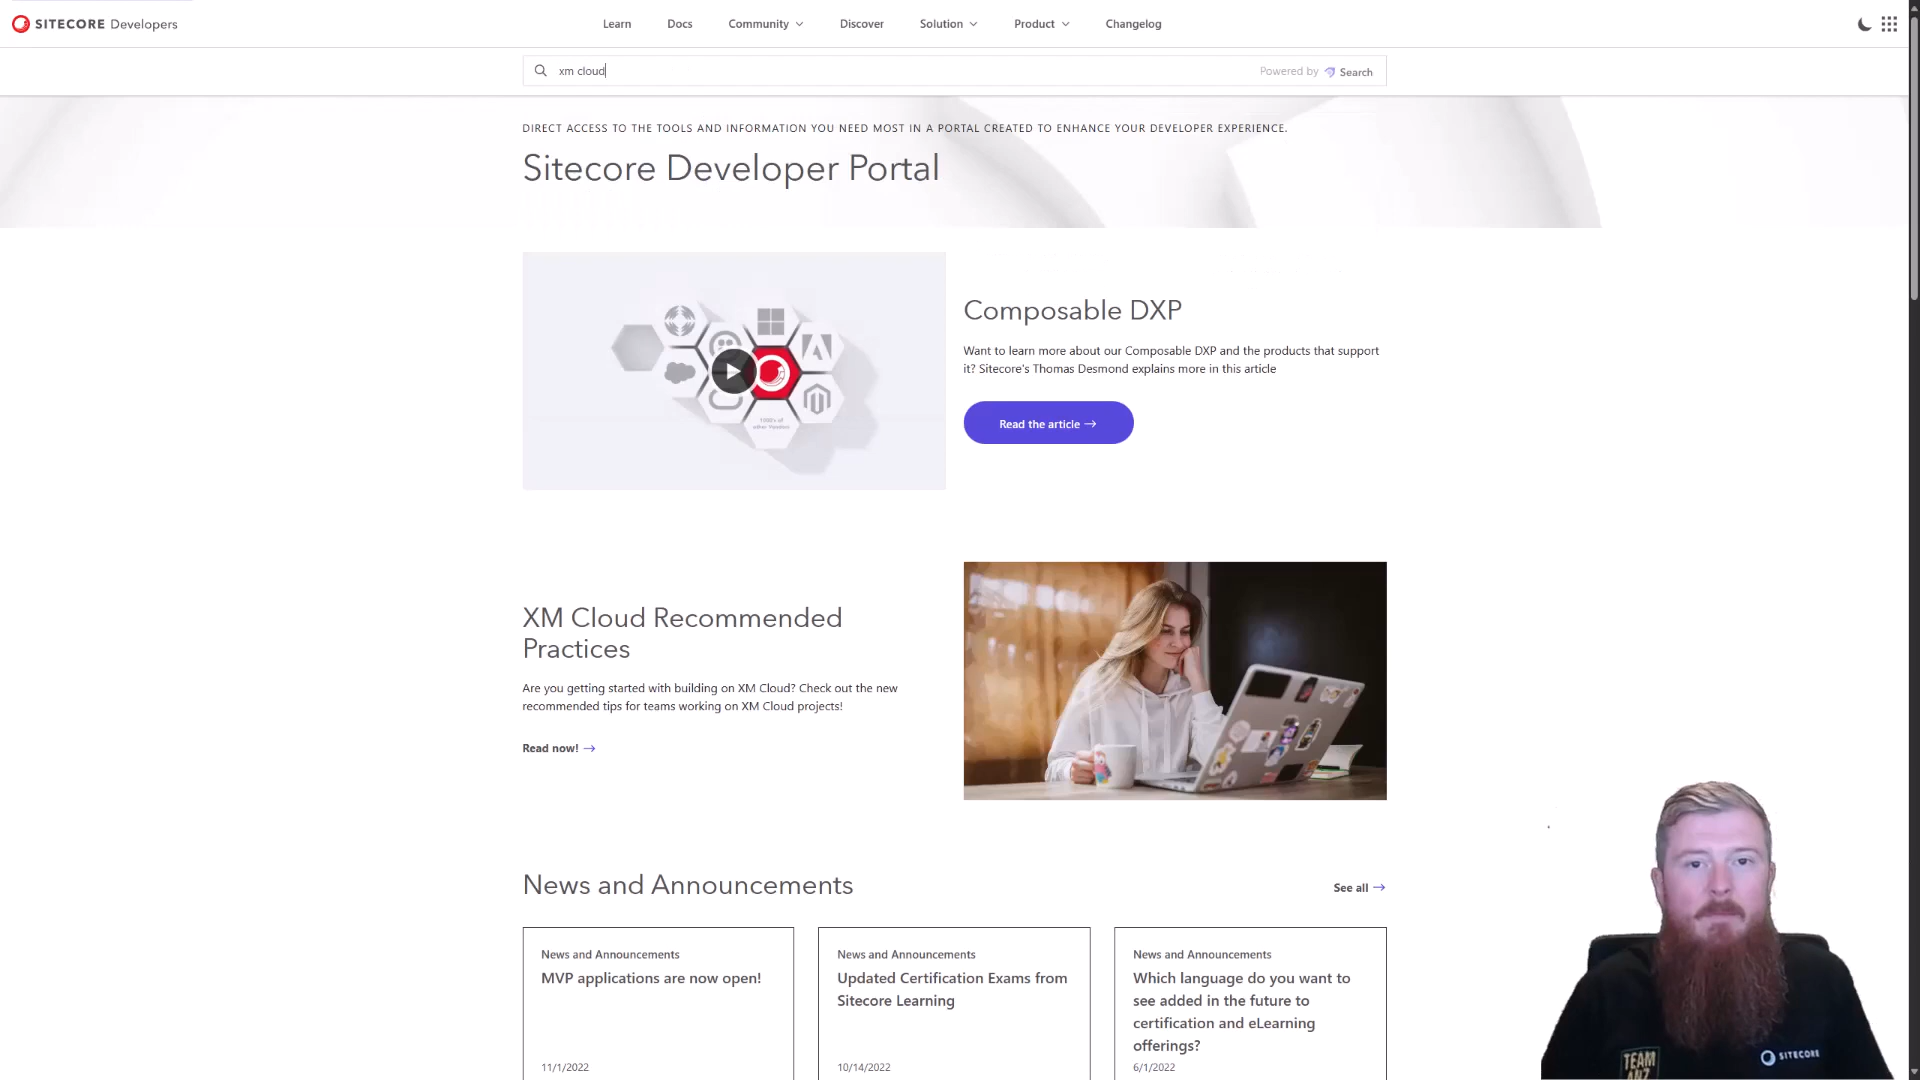 SITECORE Developers
Learn
Docs
Community
Discover
Solution
Product
Changelog
xm cloud
Powered by Search
DIRECT ACCESS TO THE TOOLS AND INFORMATION YOU NEED MOST IN A PORTAL CREATED TO ENHANCE YOUR DEVELOPER EXPERIENCE.
Sitecore Developer Portal
Composable DXP
Want to learn more about our Composable DXP and the products that support
it? Sitecore's Thomas Desmond explains more in this article
Read the article →
XM Cloud Recommended
Practices
Are you getting started with building on XM Cloud? Check out the new
recommended tips for teams working on XM Cloud projects!
Read now! →
News and Announcements
See all →
News and Announcements
MVP applications are now open!
11/1/2022
News and Announcements
Updated Certification Exams from
Sitecore Learning
10/14/2022
News and Announcements
Which language do you want to
see added in the future to
certification and eLearning
offerings?
6/1/2022
TEAM
SITECORE